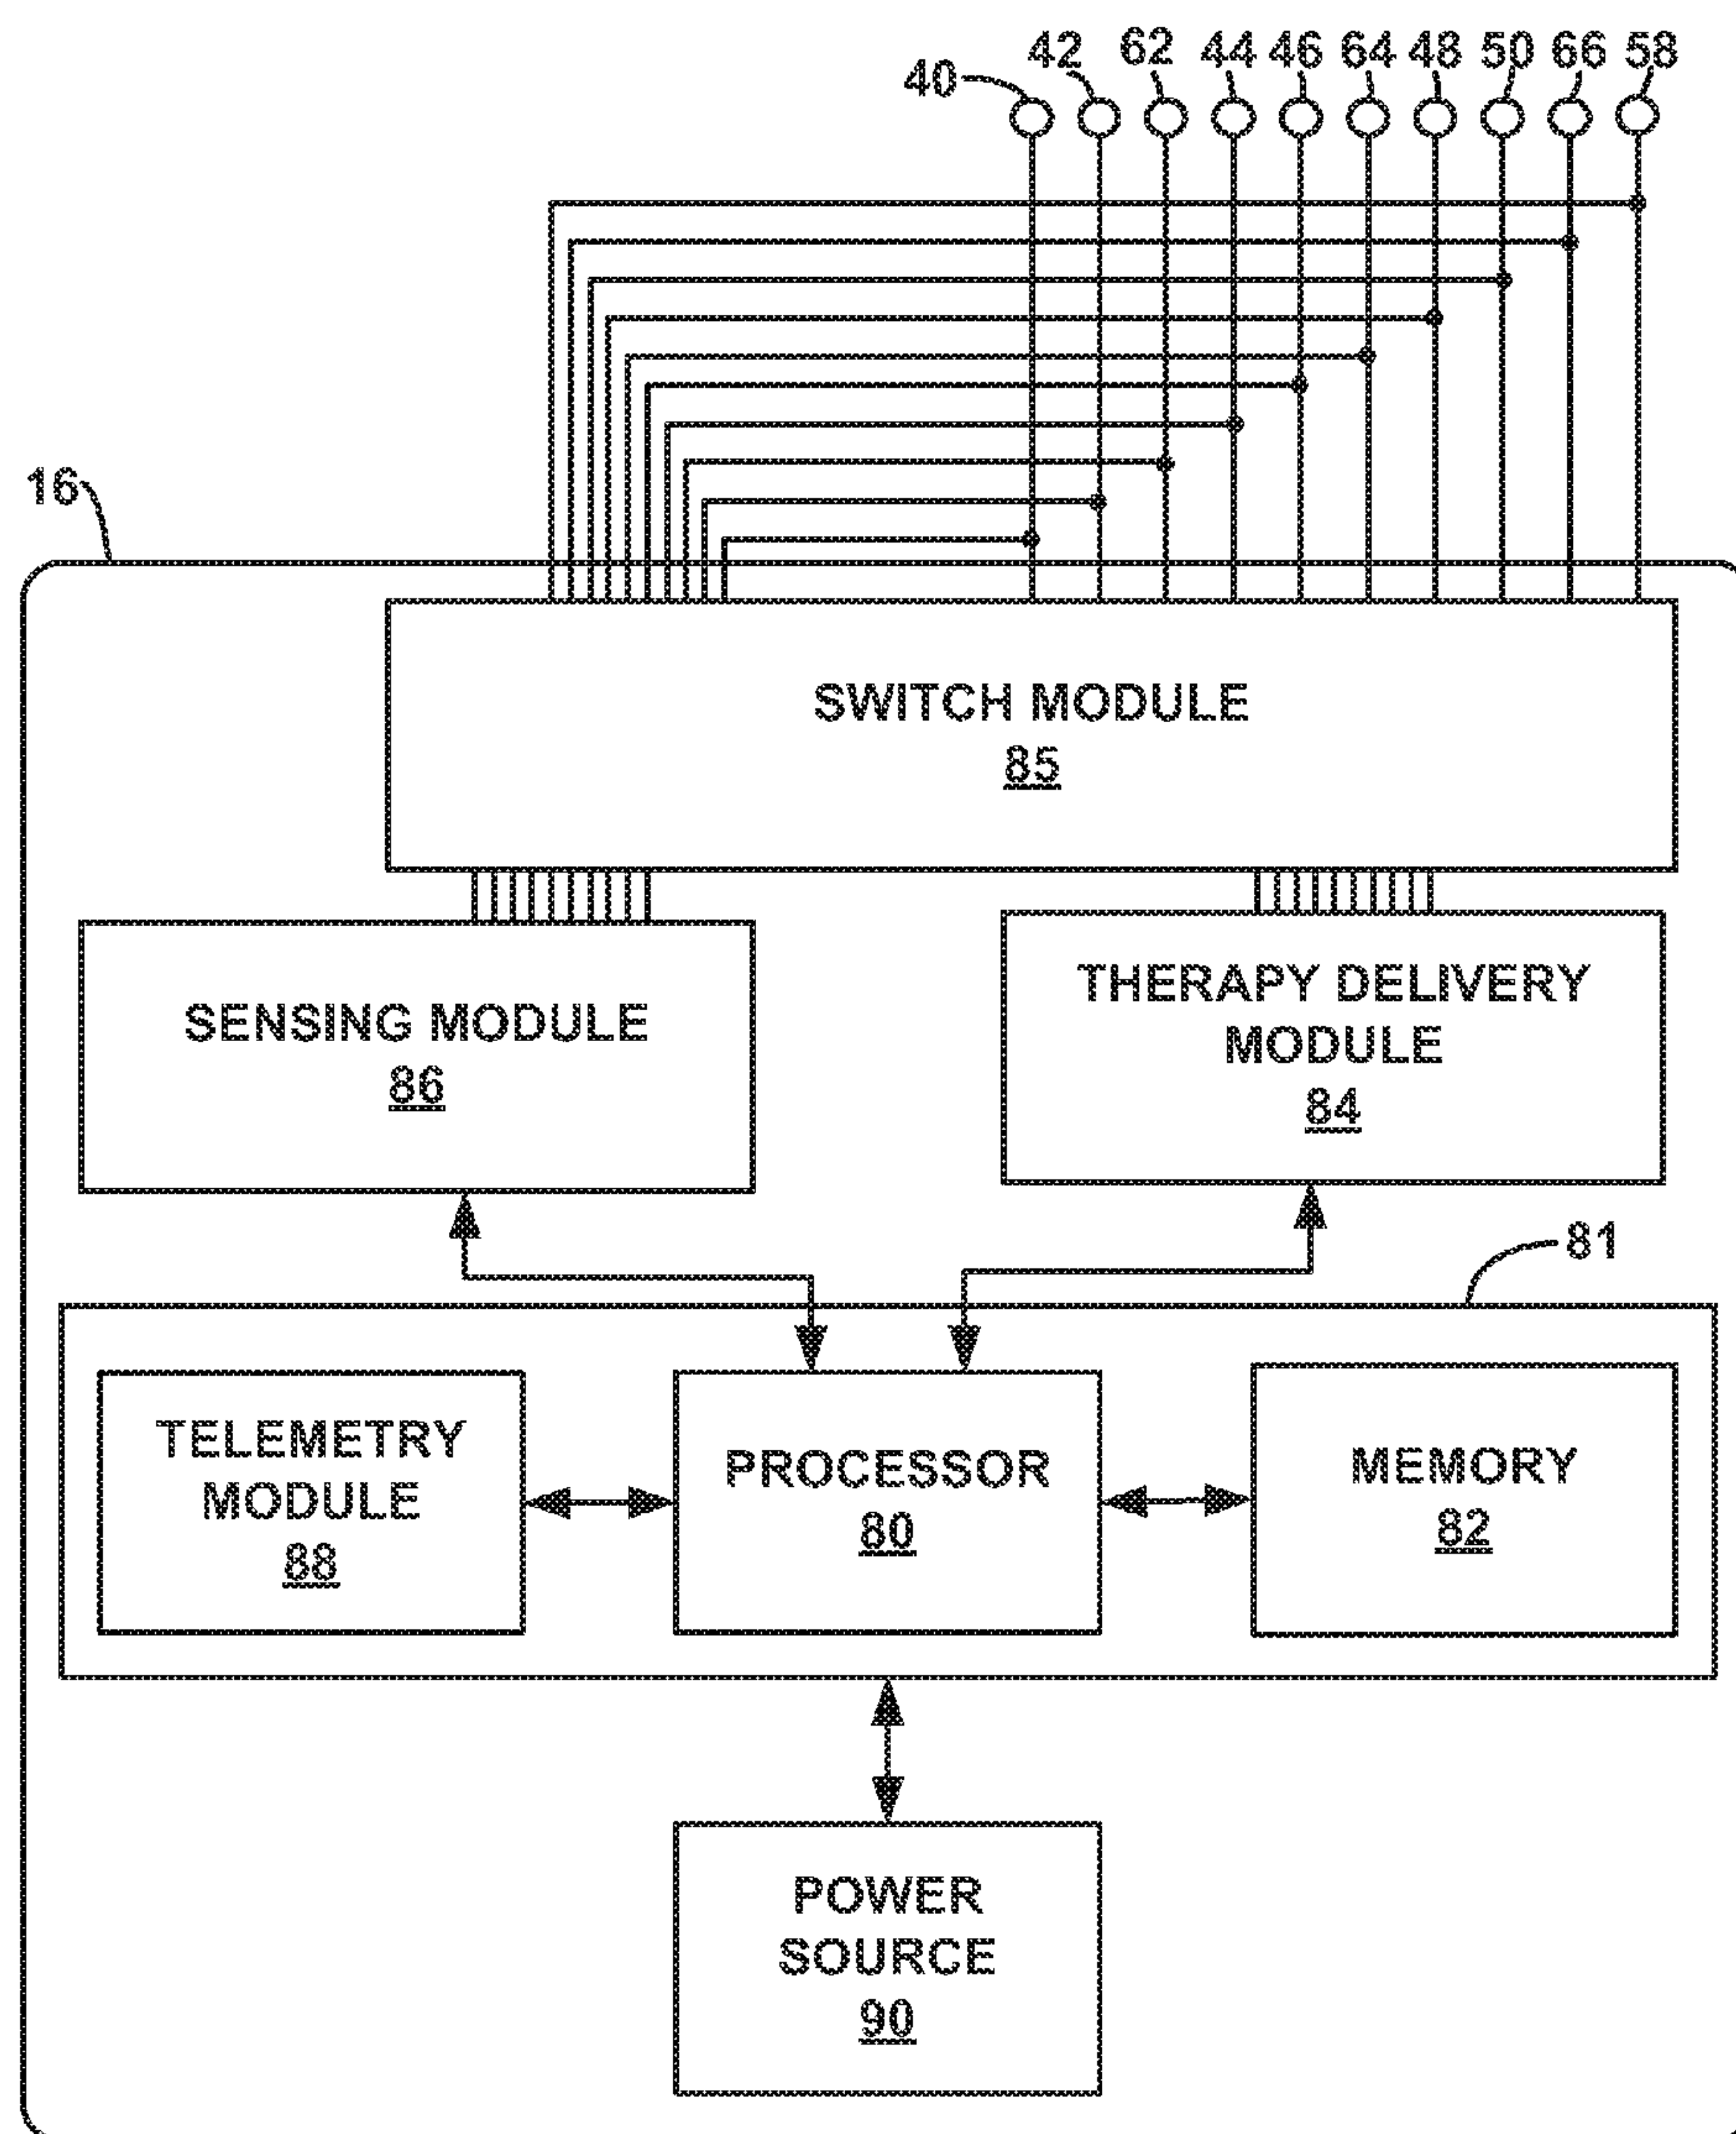 40 42 62 44 46 64 48 50 66 58
16
SWITCH MODULE
85
SENSING MODULE
86
THERAPY DELIVERY
MODULE
84
81
TELEMETRY
MODULE
88
PROCESSOR
80
MEMORY
82
POWER
SOURCE
90